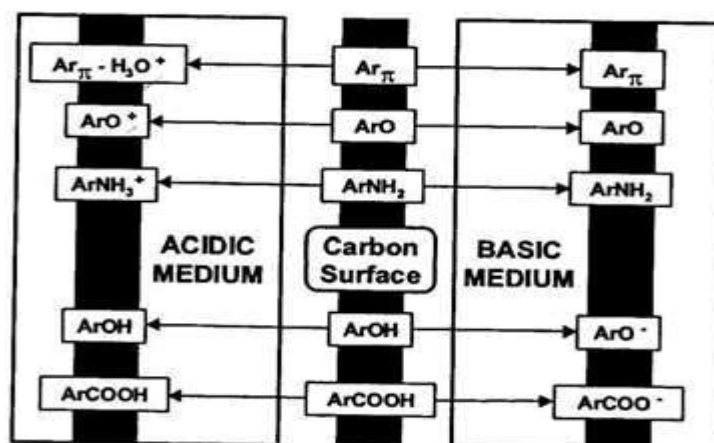 Arπ - H₃O⁺
Arπ
Arπ
ArO⁺
ArO
ArO
ArNH₃⁺
ArNH₂
ArNH₂
ACIDIC
MEDIUM
Carbon
Surface
BASIC
MEDIUM
ArOH
ArOH
ArO⁻
ArCOOH
ArCOOH
ArCOO⁻